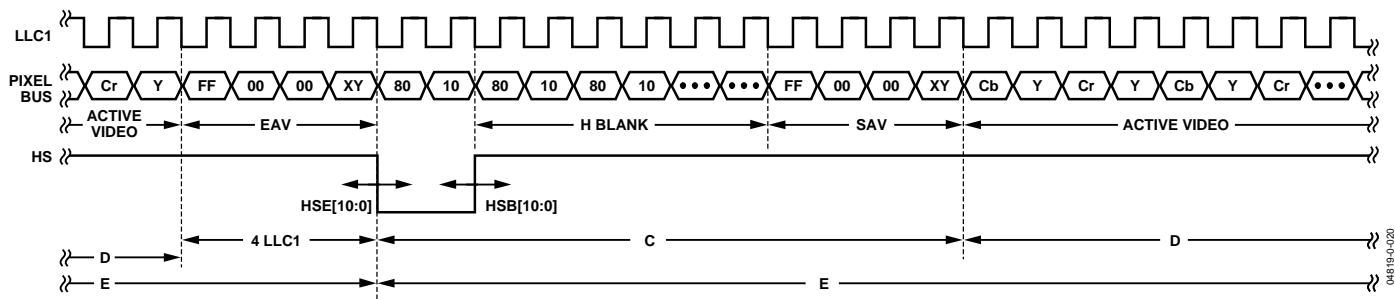 LLC1
PIXEL BUS Cr Y FF 00 00 XY 80 10 80 10 80 10 ••• ••• FF 00 00 XY Cb Y Cr Y Cb Y Cr •••
ACTIVE VIDEO EAV H BLANK SAV ACTIVE VIDEO
HS
HSE[10:0] HSB[10:0]
4 LLC1 C D
D
E E
04819-0-020